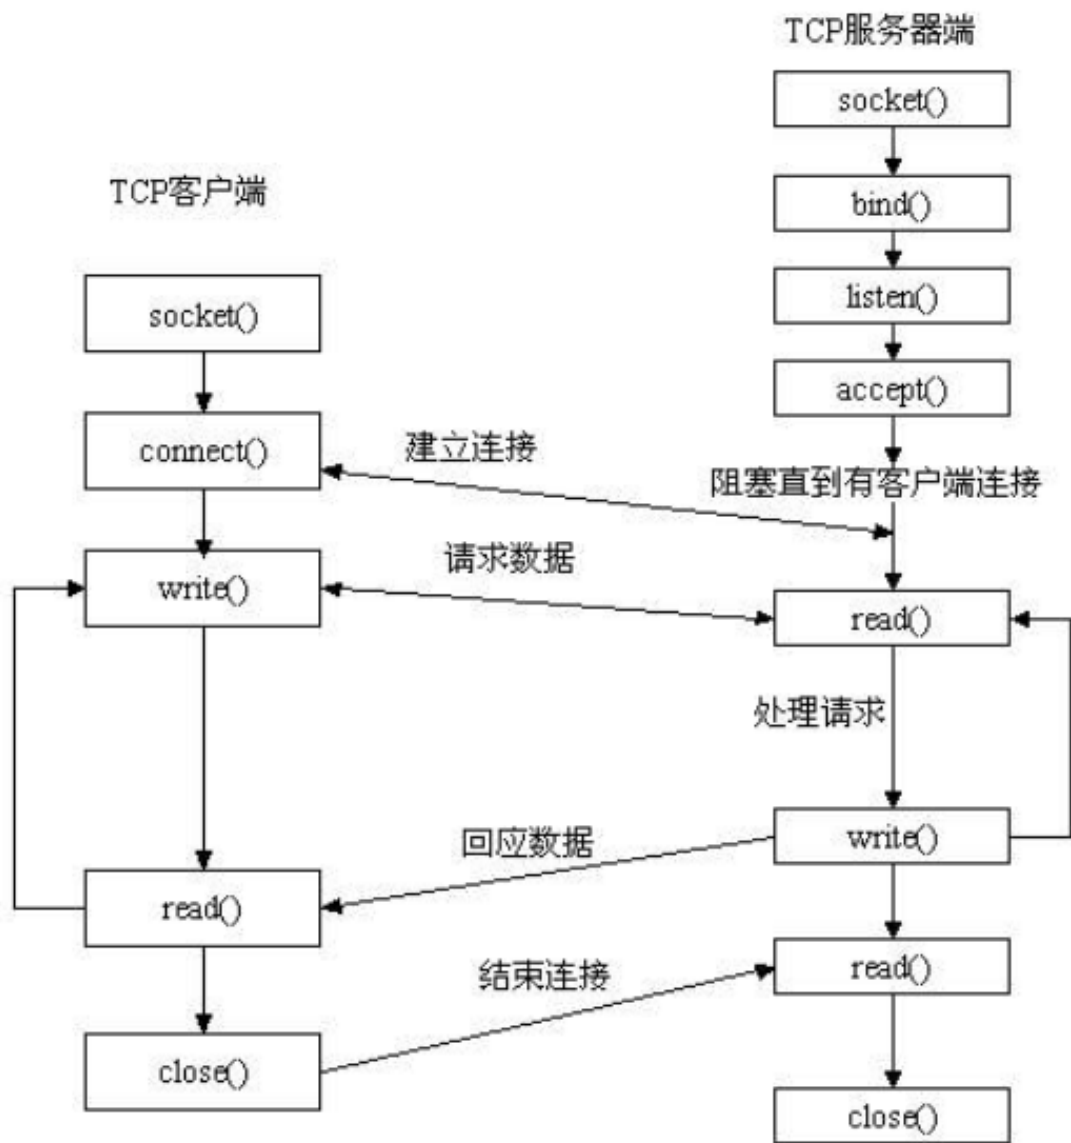 TCP服务器端
socket()
bind()
TCP客户端
listen()
socket()
accept()
connect()
建立连接
阻塞直到有客户端连接
请求数据
write()
read()
处理请求
回应数据
write()
read()
结束连接
read()
close()
close()